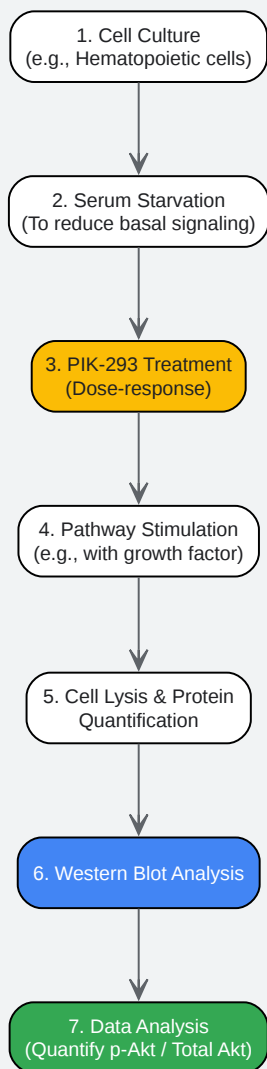 1. Cell Culture
(e.g., Hematopoietic cells)
2. Serum Starvation
(To reduce basal signaling)
3. PIK-293 Treatment
(Dose-response)
4. Pathway Stimulation
(e.g., with growth factor)
5. Cell Lysis & Protein
Quantification
6. Western Blot Analysis
7. Data Analysis
(Quantify p-Akt / Total Akt)